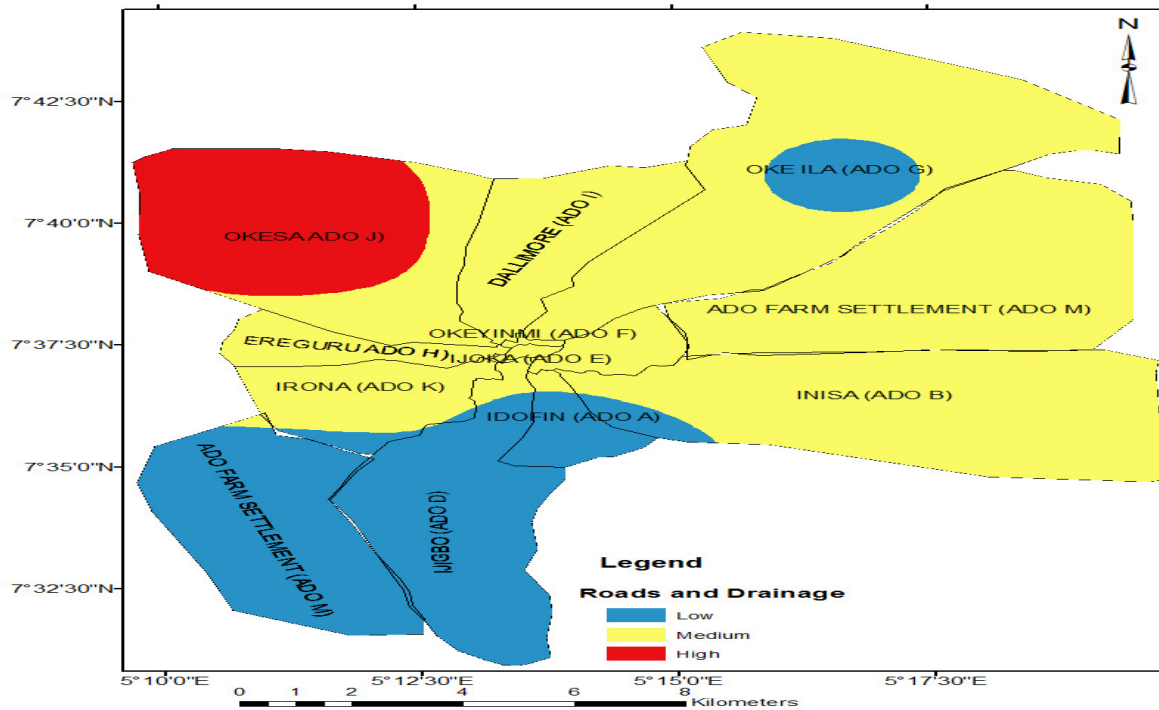 N
7°42'30"N
OKE ILA (ADO G)
7°40'0"N
OKESA ADO J)
DALLIMORE (ADO I)
ADO FARM SETTLEMENT (ADO M)
OKEYINMI (ADO F)
7°37'30"N
EREGURU ADO H)
IJOKA (ADO E)
IRONA (ADO K)
INISA (ADO B)
IDOFIN (ADO A)
7°35'0"N
ADO FARM SETTLEMENT (ADO M)
IJIGBO (ADO D)
7°32'30"N
Legend
Roads and Drainage
Low
Medium
High
5°10'0"E 5°12'30"E 5°15'0"E 5°17'30"E
0 1 2 4 6 8
Kilometers